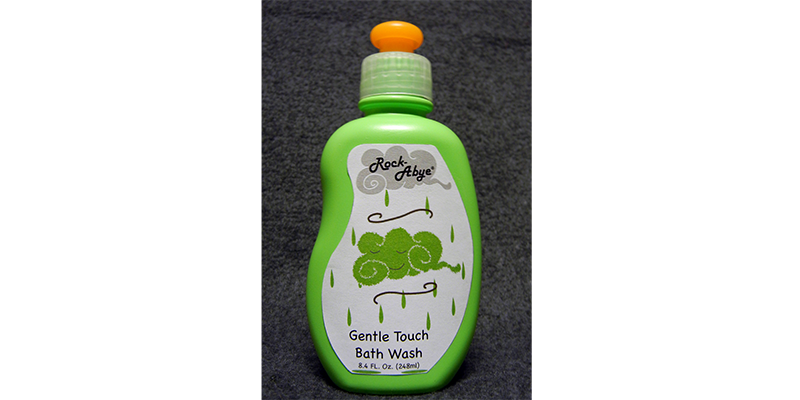 Rock-
Abye®
Gentle Touch
Bath Wash
8.4 FL. Oz. (248ml)